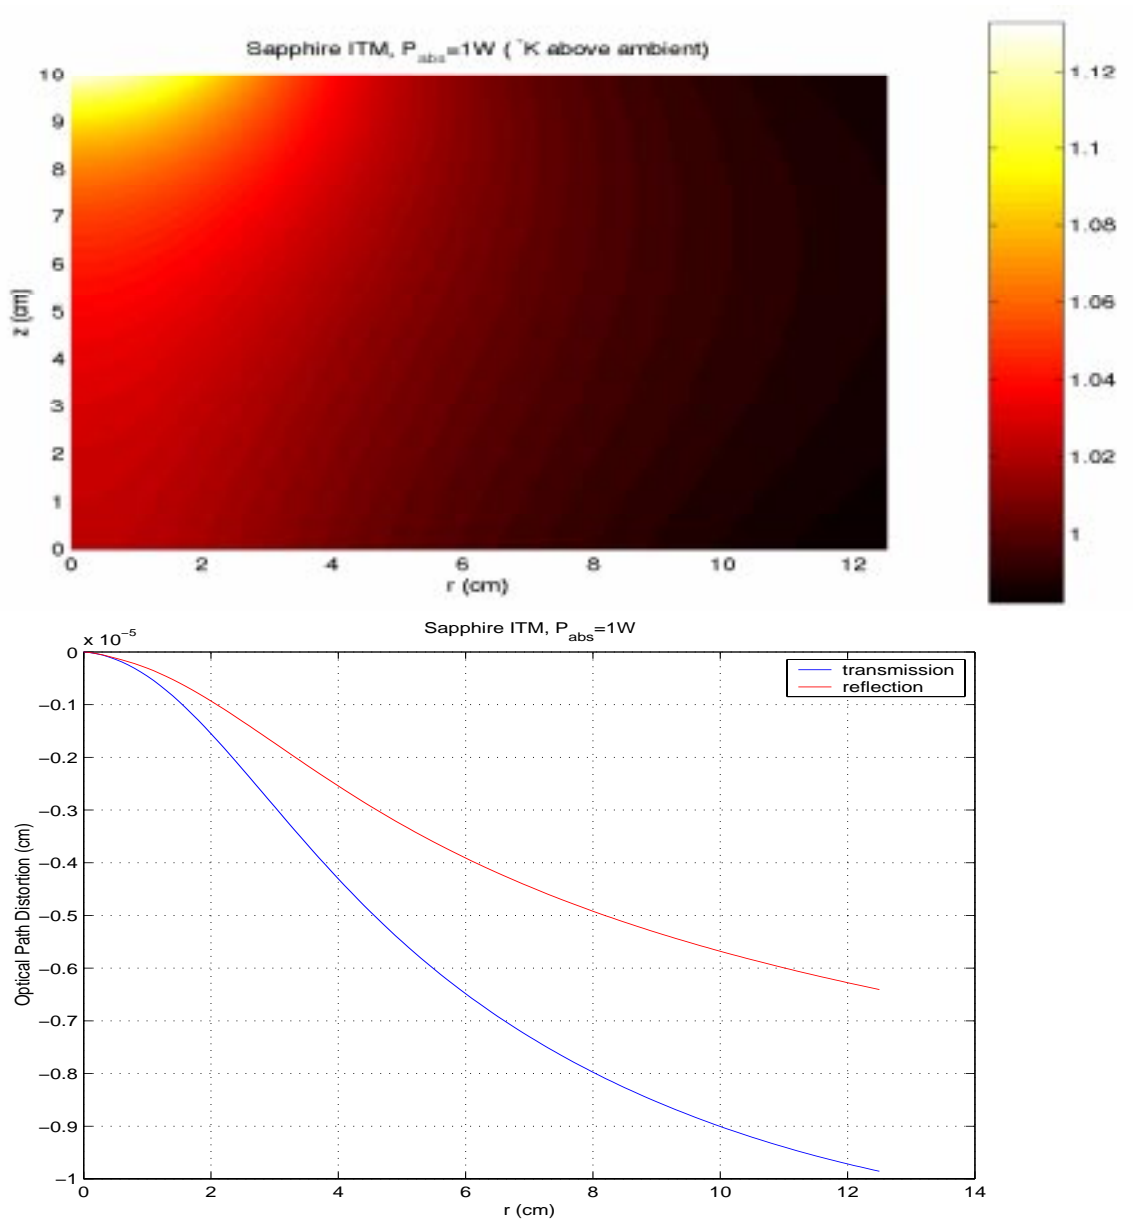 Sapphire ITM, P_abs=1W (°K above ambient)
10
9
8
7
6
5
4
3
2
1
0
z (cm)
0 2 4 6 8 10 12
r (cm)
1.12
1.1
1.08
1.06
1.04
1.02
1
Sapphire ITM, P_abs=1W
x 10^−5
transmission
reflection
0
−0.1
−0.2
−0.3
−0.4
−0.5
−0.6
−0.7
−0.8
−0.9
−1
Optical Path Distortion (cm)
0 2 4 6 8 10 12 14
r (cm)